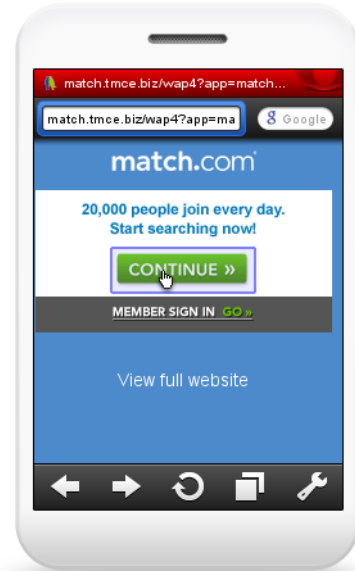 match.tmce.biz/wap4?app=match...
match.tmce.biz/wap4?app=ma
8 Google
match.com
20,000 people join every day.
Start searching now!
CONTINUE »
MEMBER SIGN IN GO »
View full website